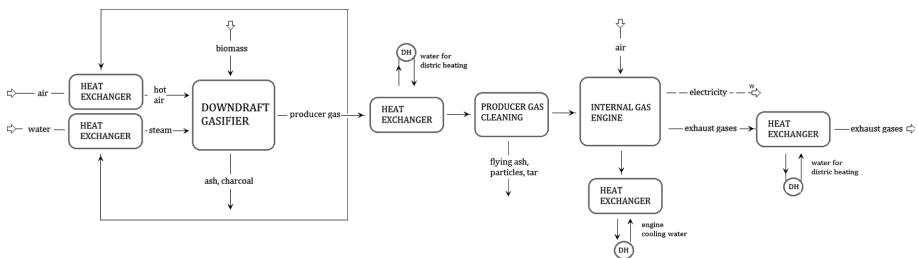 air
water
HEAT
EXCHANGER
HEAT
EXCHANGER
hot
air
steam
biomass
DOWNDRAFT
GASIFIER
ash, charcoal
producer gas
DH
water for
distric heating
HEAT
EXCHANGER
PRODUCER GAS
CLEANING
flying ash,
particles, tar
air
INTERNAL GAS
ENGINE
HEAT
EXCHANGER
DH
engine
cooling water
electricity
W
exhaust gases
HEAT
EXCHANGER
DH
water for
distric heating
exhaust gases